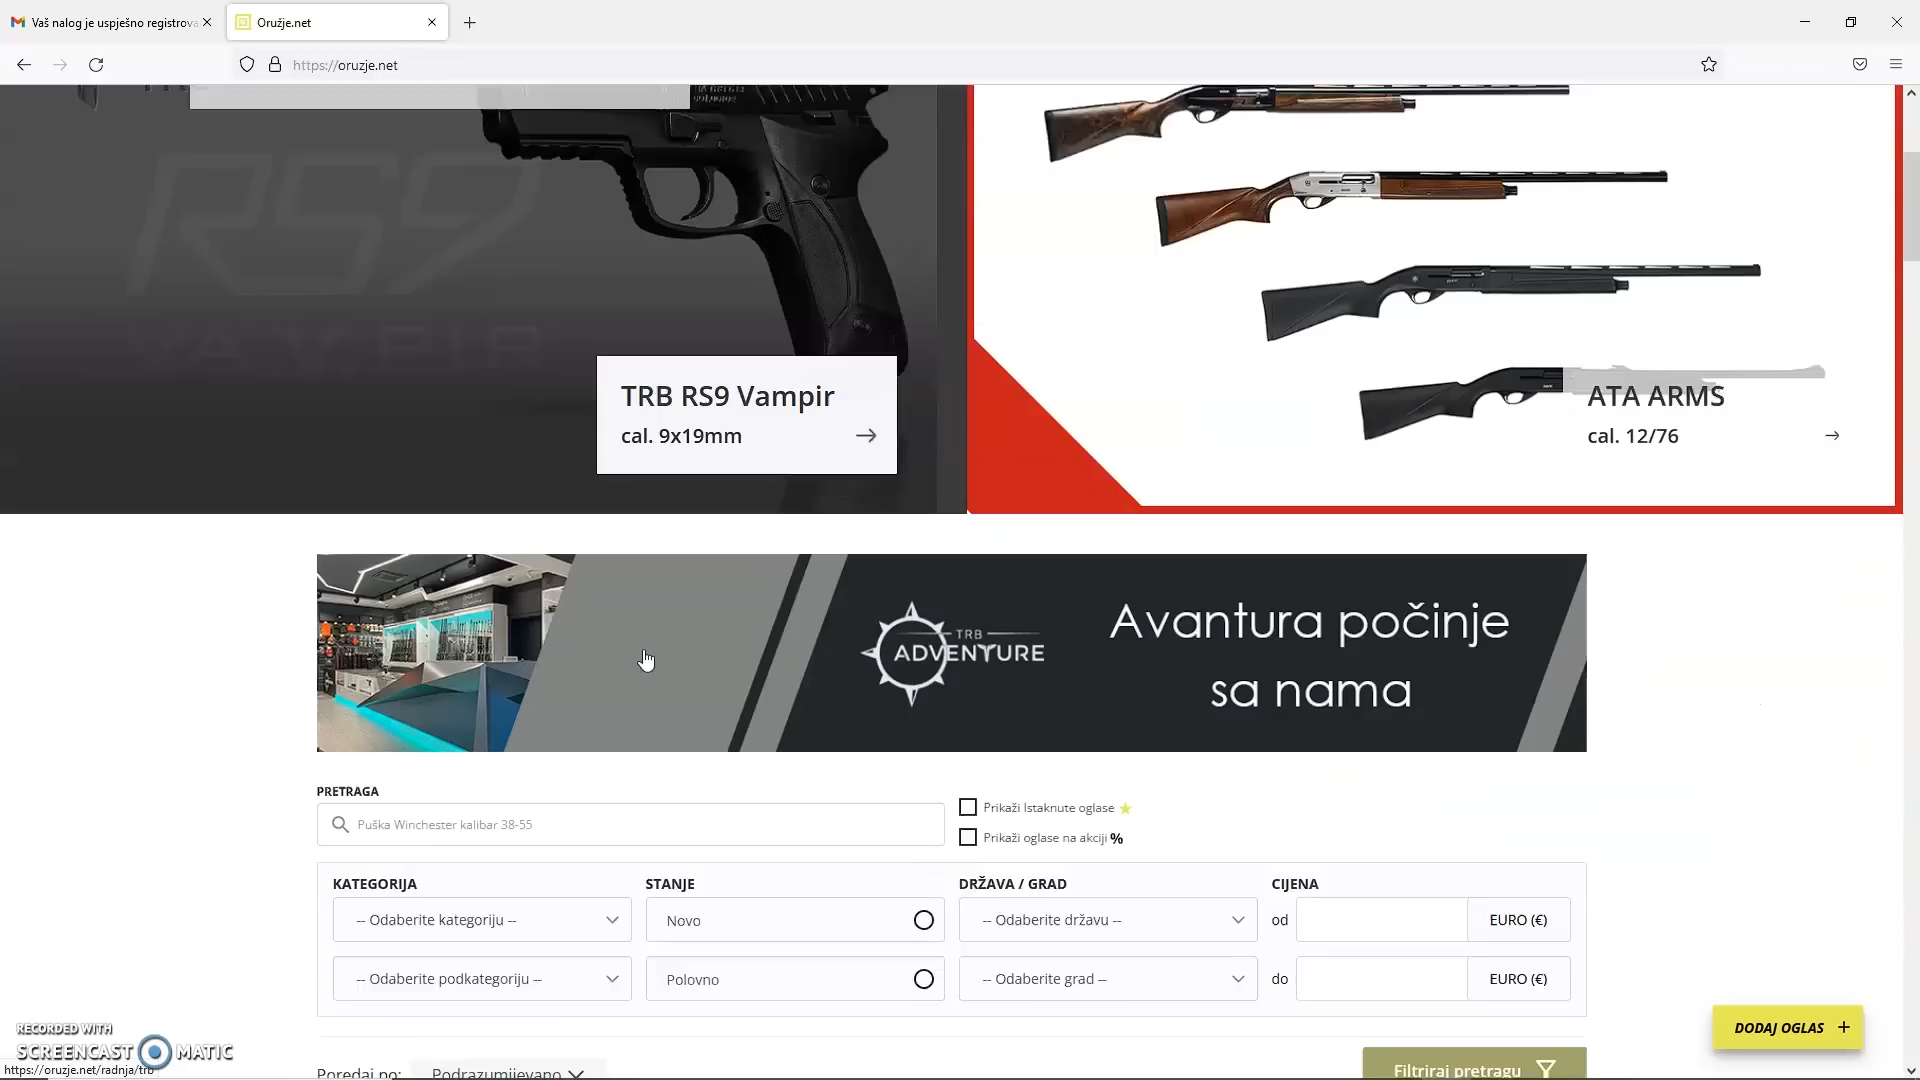 Vaš nalog je uspješno registrova
Oružje.net
https://oruzje.net
RS9
VAMPIR
TRB RS9 Vampir
cal. 9x19mm
ATA ARMS
cal. 12/76
TRB
ADVENTURE
Avantura počinje
sa nama
PRETRAGA
Puška Winchester kalibar 38-55
Prikaži Istaknute oglase
Prikaži oglase na akciji %
KATEGORIJA
STANJE
DRŽAVA / GRAD
CIJENA
-- Odaberite kategoriju --
Novo
-- Odaberite državu --
od
EURO (€)
-- Odaberite podkategoriju --
Polovno
-- Odaberite grad --
do
EURO (€)
DODAJ OGLAS +
RECORDED WITH
SCREENCAST MATIC
https://oruzje.net/radnja/trb
Poredaj po:
Podrazumijevano
Filtriraj pretragu